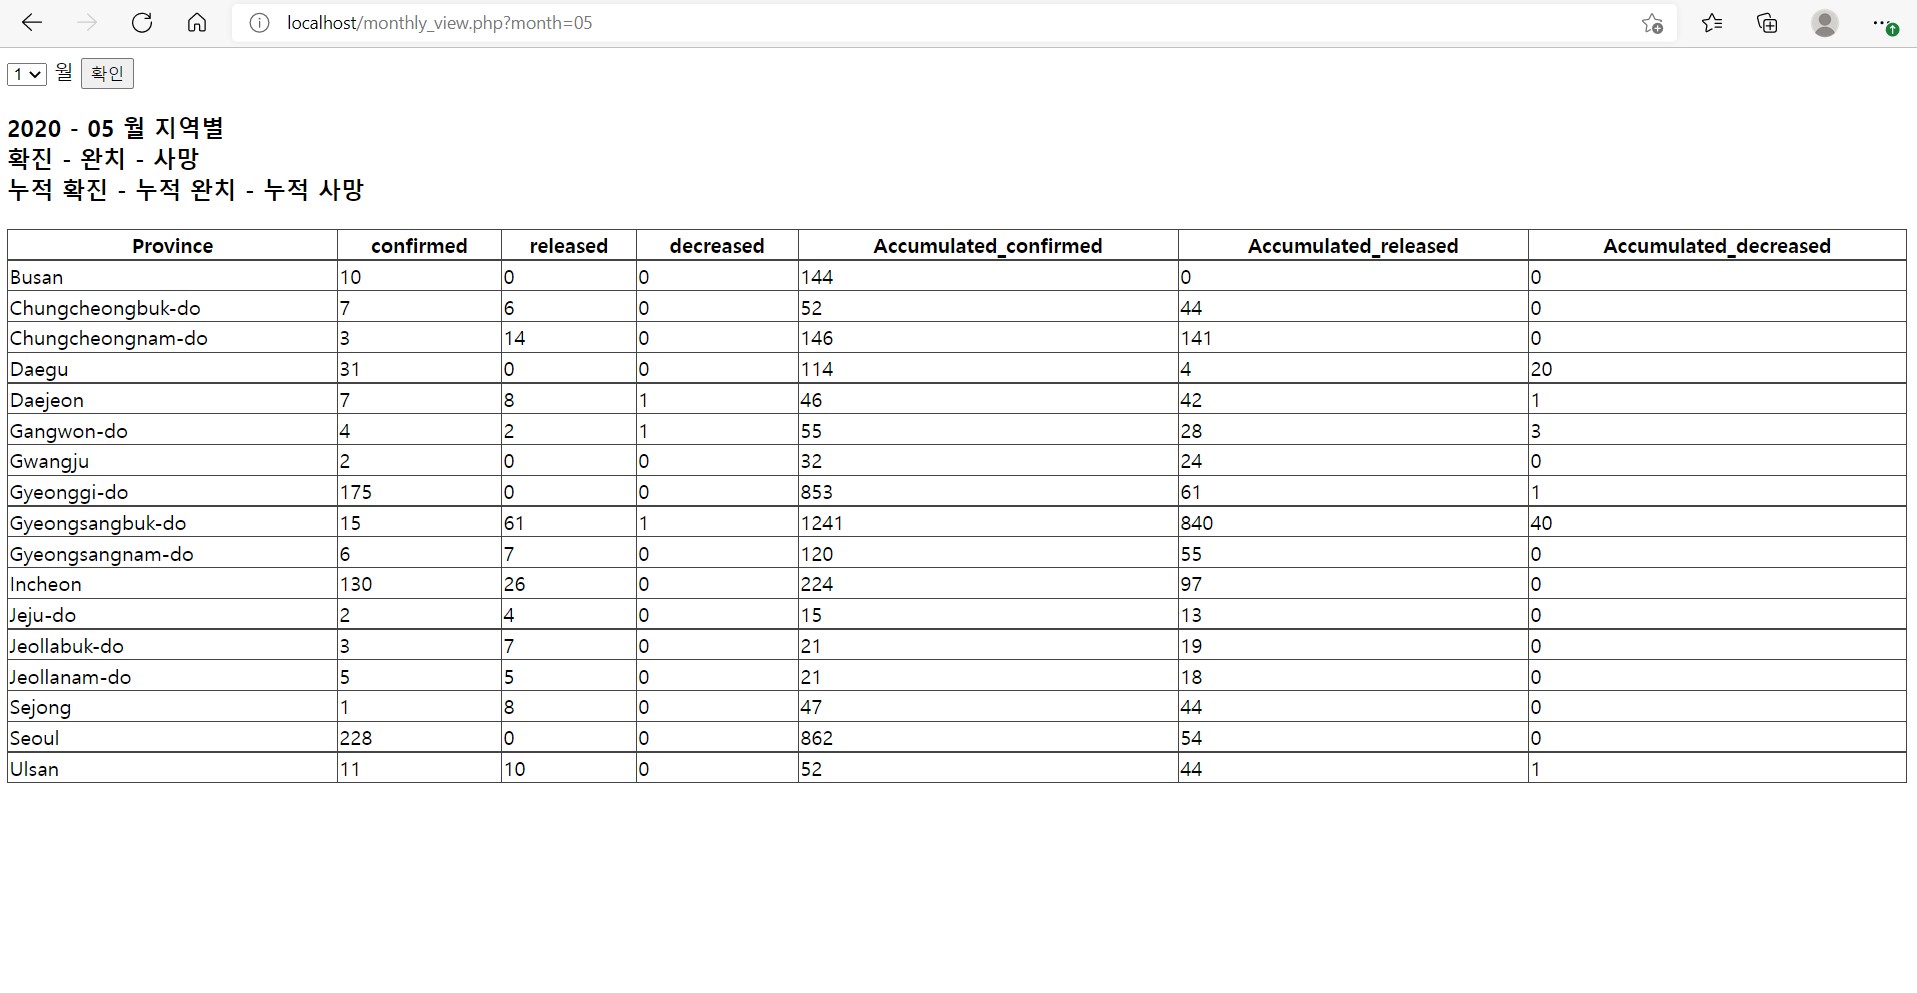 localhost/monthly_view.php?month=05
1 월 확인
2020 - 05 월 지역별
확진 - 완치 - 사망
누적 확진 - 누적 완치 - 누적 사망
Province confirmed released decreased Accumulated_confirmed Accumulated_released Accumulated_decreased
Busan 10 0 0 144 0 0
Chungcheongbuk-do 7 6 0 52 44 0
Chungcheongnam-do 3 14 0 146 141 0
Daegu 31 0 0 114 4 20
Daejeon 7 8 1 46 42 1
Gangwon-do 4 2 1 55 28 3
Gwangju 2 0 0 32 24 0
Gyeonggi-do 175 0 0 853 61 1
Gyeongsangbuk-do 15 61 1 1241 840 40
Gyeongsangnam-do 6 7 0 120 55 0
Incheon 130 26 0 224 97 0
Jeju-do 2 4 0 15 13 0
Jeollabuk-do 3 7 0 21 19 0
Jeollanam-do 5 5 0 21 18 0
Sejong 1 8 0 47 44 0
Seoul 228 0 0 862 54 0
Ulsan 11 10 0 52 44 1